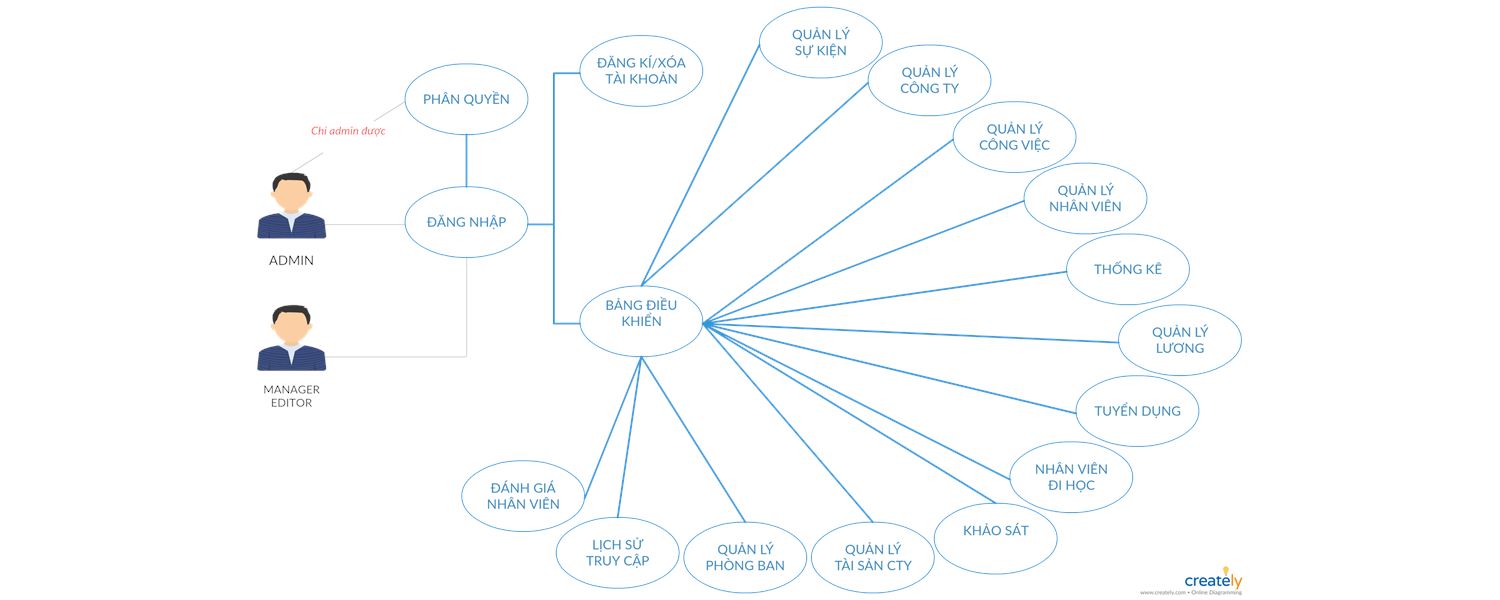 QUẢN LÝ
SỰ KIỆN
ĐĂNG KÍ/XÓA
TÀI KHOẢN
QUẢN LÝ
CÔNG TY
PHÂN QUYỀN
Chỉ admin được
QUẢN LÝ
CÔNG VIỆC
QUẢN LÝ
NHÂN VIÊN
ĐĂNG NHẬP
ADMIN
THỐNG KÊ
BẢNG ĐIỀU
KHIỂN
QUẢN LÝ
LƯƠNG
MANAGER
EDITOR
TUYỂN DỤNG
NHÂN VIÊN
ĐI HỌC
ĐÁNH GIÁ
NHÂN VIÊN
KHẢO SÁT
LỊCH SỬ
TRUY CẬP
QUẢN LÝ
PHÒNG BAN
QUẢN LÝ
TÀI SẢN CTY
creately
www.creately.com • Online Diagramming